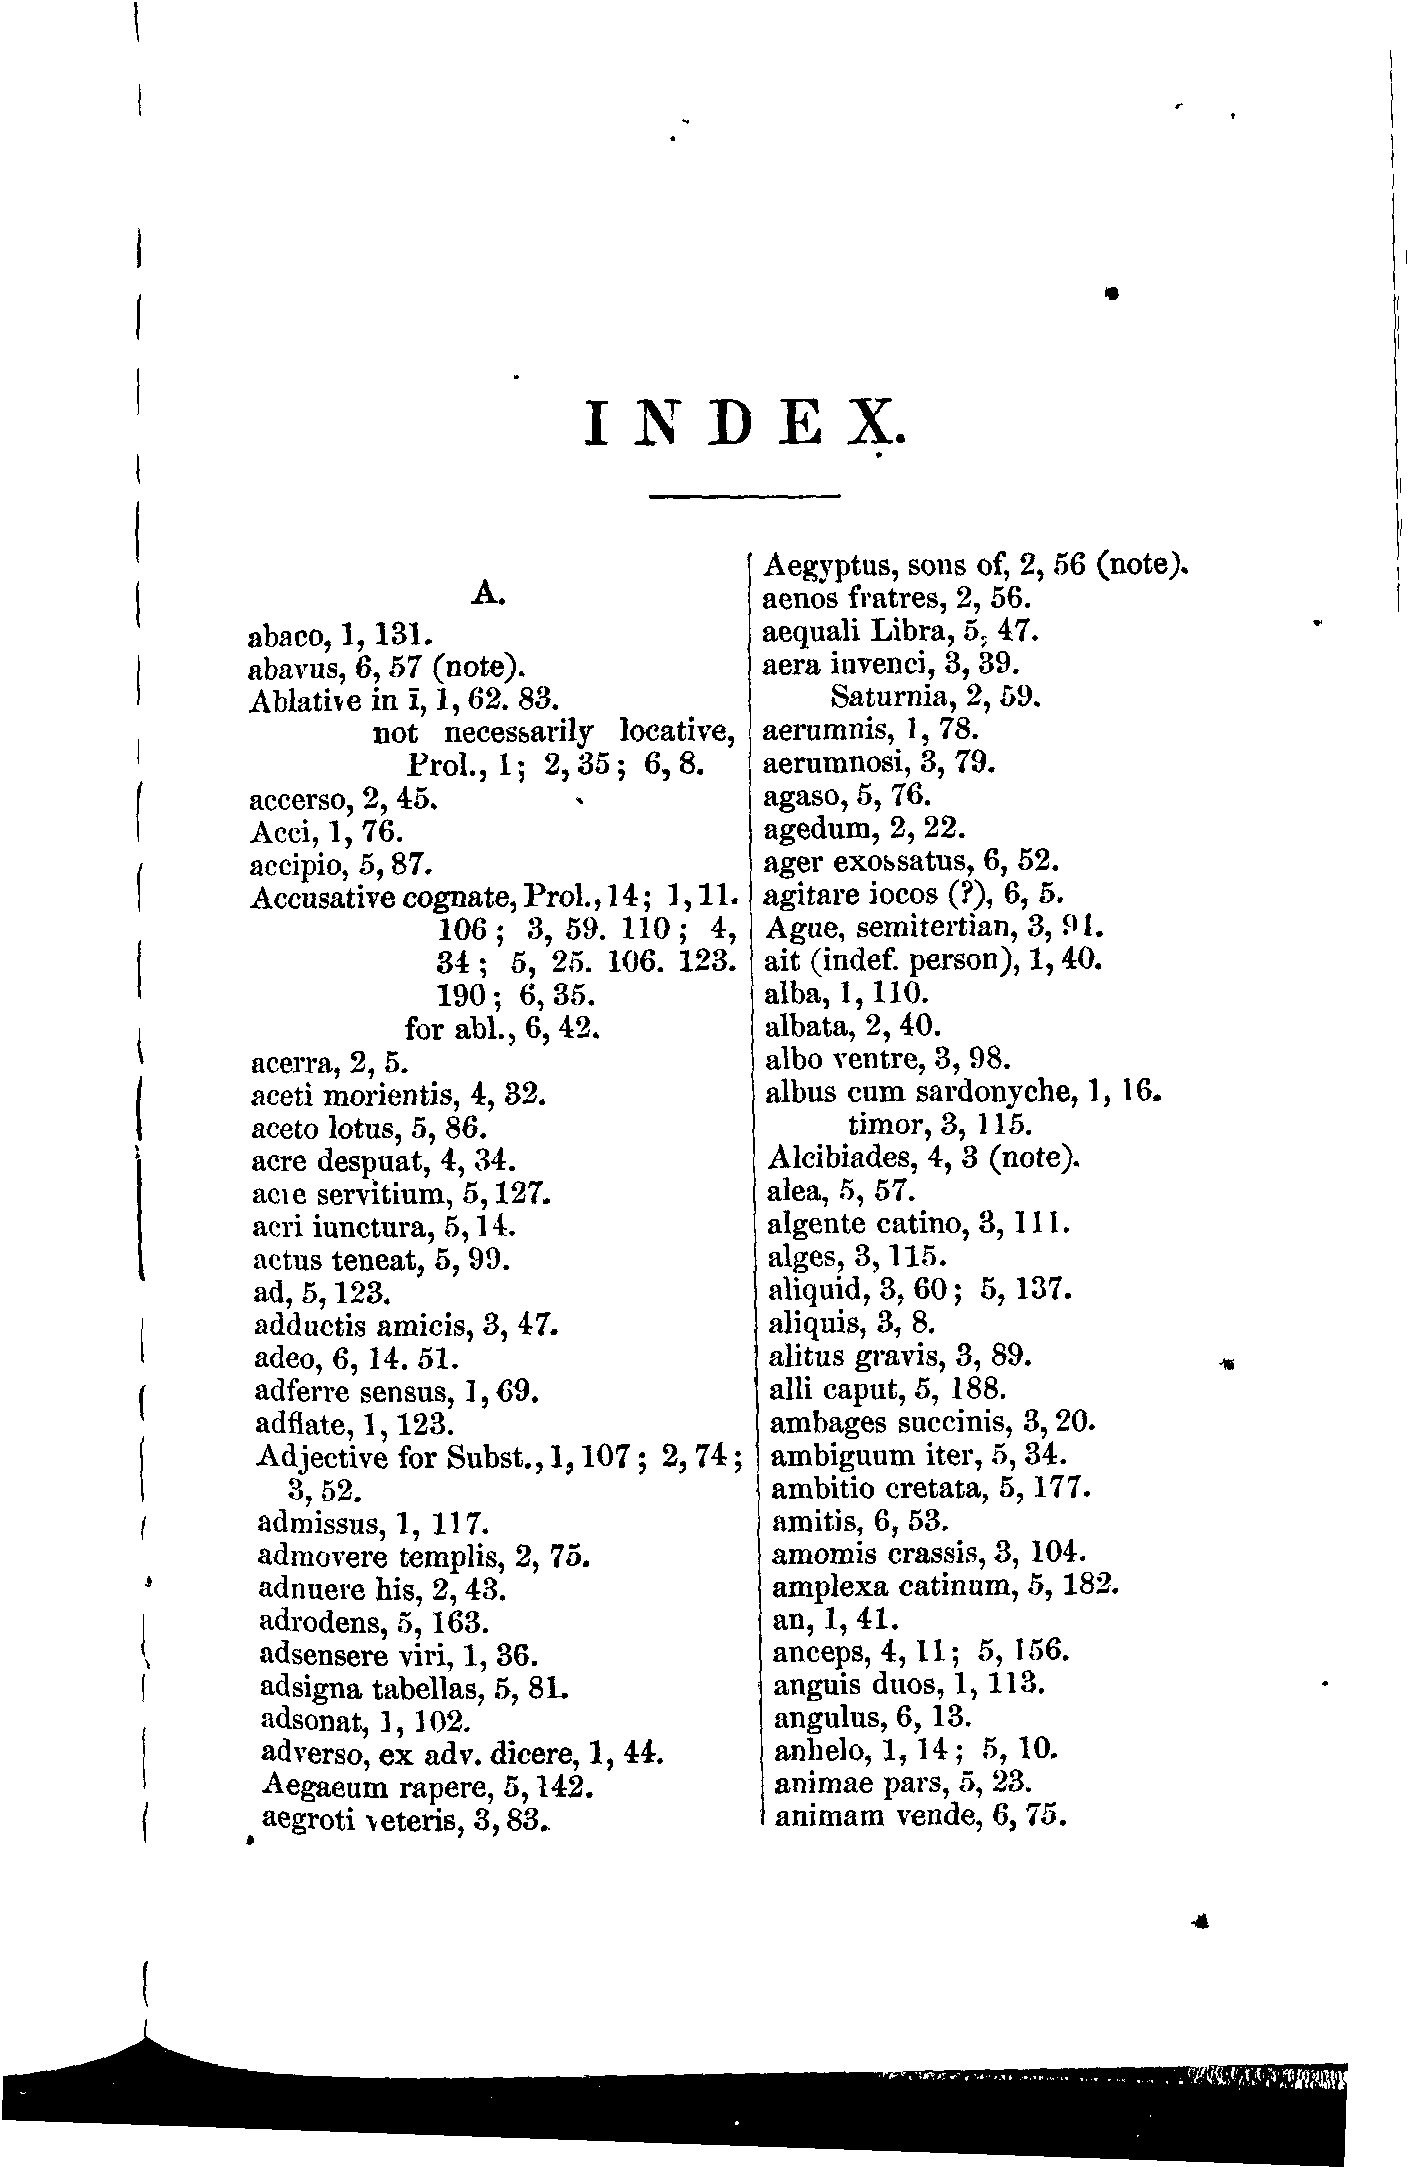 INDEX.
A.
abaco, 1, 131.
abavus, 6, 57 (note).
Ablative in ī, 1, 62. 83.
not necessarily locative,
Prol., 1; 2, 35; 6, 8.
accerso, 2, 45.
Acci, 1, 76.
accipio, 5, 87.
Accusative cognate, Prol., 14; 1, 11.
106; 3, 59. 110; 4,
34; 5, 25. 106. 123.
190; 6, 35.
for abl., 6, 42.
acerra, 2, 5.
aceti morientis, 4, 32.
aceto lotus, 5, 86.
acre despuat, 4, 34.
acre servitium, 5, 127.
acri iunctura, 5, 14.
actus teneat, 5, 99.
ad, 5, 123.
adductis amicis, 3, 47.
adeo, 6, 14. 51.
adferre sensus, 1, 69.
adflate, 1, 123.
Adjective for Subst., 1, 107; 2, 74;
3, 52.
admissus, 1, 117.
admovere templis, 2, 75.
adnuere his, 2, 43.
adrodens, 5, 163.
adsensere viri, 1, 36.
adsigna tabellas, 5, 81.
adsonat, 1, 102.
adverso, ex adv. dicere, 1, 44.
Aegaeum rapere, 5, 142.
aegroti veteris, 3, 83.
Aegyptus, sons of, 2, 56 (note).
aenos fratres, 2, 56.
aequali Libra, 5, 47.
aera invenci, 3, 39.
Saturnia, 2, 59.
aerumnis, 1, 78.
aerumnosi, 3, 79.
agaso, 5, 76.
agedum, 2, 22.
ager exossatus, 6, 52.
agitare iocos (?), 6, 5.
Ague, semitertian, 3, 91.
ait (indef. person), 1, 40.
alba, 1, 110.
albata, 2, 40.
albo ventre, 3, 98.
albus cum sardonyche, 1, 16.
timor, 3, 115.
Alcibiades, 4, 3 (note).
alea, 5, 57.
algente catino, 3, 111.
alges, 3, 115.
aliquid, 3, 60; 5, 137.
aliquis, 3, 8.
alitus gravis, 3, 89.
alli caput, 5, 188.
ambages succinis, 3, 20.
ambiguum iter, 5, 34.
ambitio cretata, 5, 177.
amitis, 6, 53.
amomis crassis, 3, 104.
amplexa catinum, 5, 182.
an, 1, 41.
anceps, 4, 11; 5, 156.
anguis duos, 1, 113.
angulus, 6, 13.
anhelo, 1, 14; 5, 10.
animae pars, 5, 23.
animam vende, 6, 75.